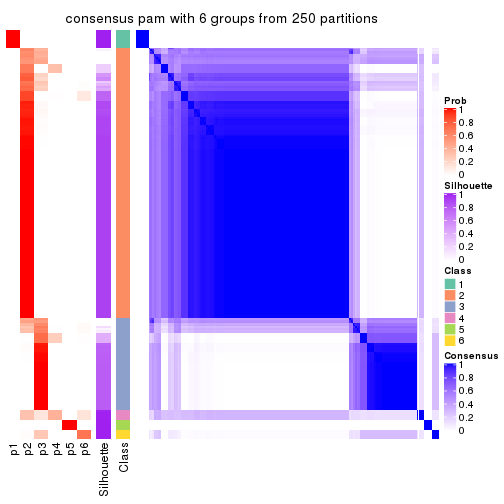 consensus pam with 6 groups from 250 partitions
Prob
1
0.8
0.6
0.4
0.2
0
Silhouette
1
0.8
0.6
0.4
0.2
0
Class
1
2
3
4
5
6
Consensus
1
0.8
0.6
0.4
0.2
0
p1
p2
p3
p4
p5
p6
Silhouette
Class